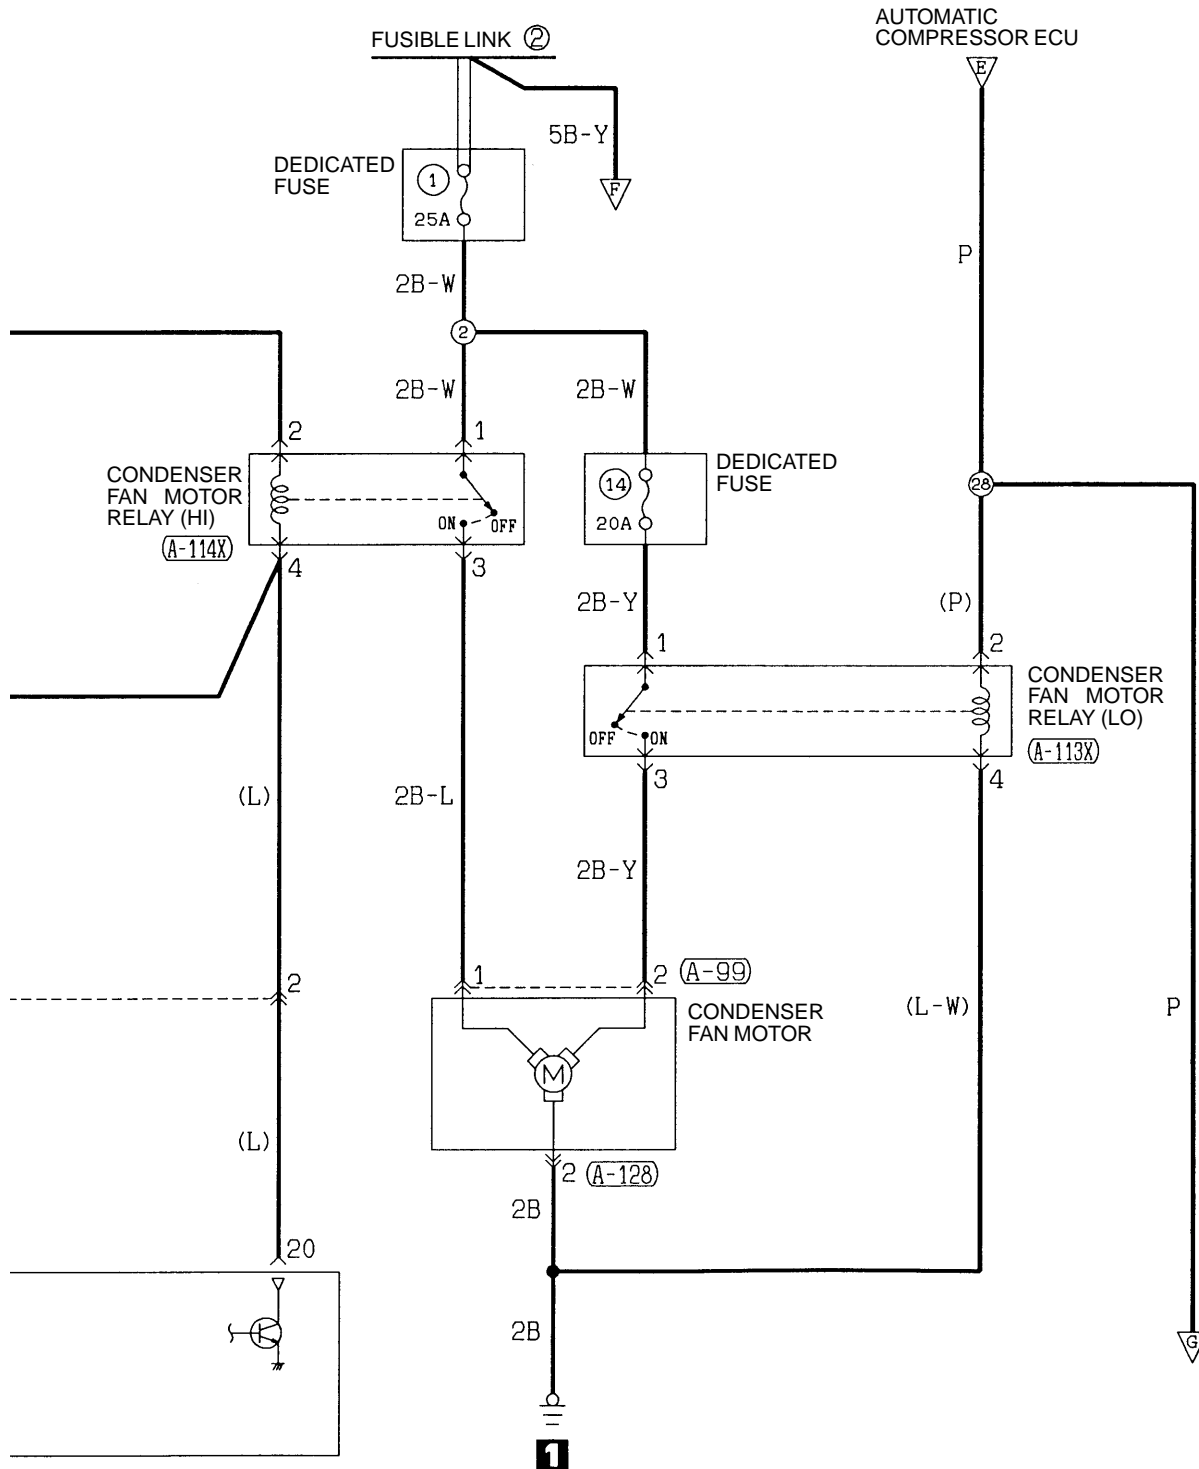 AUTOMATIC
COMPRESSOR ECU
E
FUSIBLE LINK ②
5B-Y
F
DEDICATED
FUSE
1
25A
2B-W
P
2
2B-W
2B-W
2
1
CONDENSER
FAN MOTOR
RELAY (HI)
A-114X
ON
OFF
4
3
14
20A
DEDICATED
FUSE
28
2B-Y
(P)
1
2
OFF
ON
CONDENSER
FAN MOTOR
RELAY (LO)
A-113X
3
4
(L)
2B-L
2B-Y
2
1
2
A-99
CONDENSER
FAN MOTOR
M
(L-W)
P
(L)
2
A-128
2B
20
2B
G
1